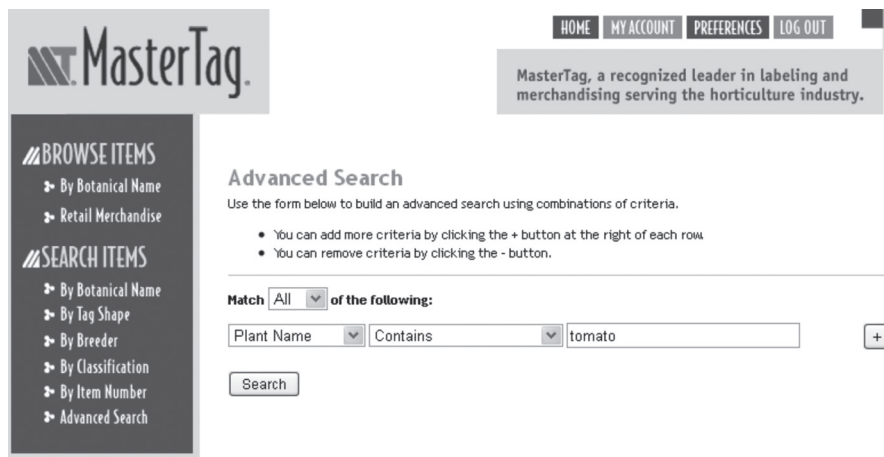 MT. MasterTag.
HOME MY ACCOUNT PREFERENCES LOG OUT
MasterTag, a recognized leader in labeling and
merchandising serving the horticulture industry.
BROWSE ITEMS
By Botanical Name
Retail Merchandise
SEARCH ITEMS
By Botanical Name
By Tag Shape
By Breeder
By Classification
By Item Number
Advanced Search
Advanced Search
Use the form below to build an advanced search using combinations of criteria.
• You can add more criteria by clicking the + button at the right of each row.
• You can remove criteria by clicking the - button.
Match All of the following:
Plant Name Contains tomato +
Search